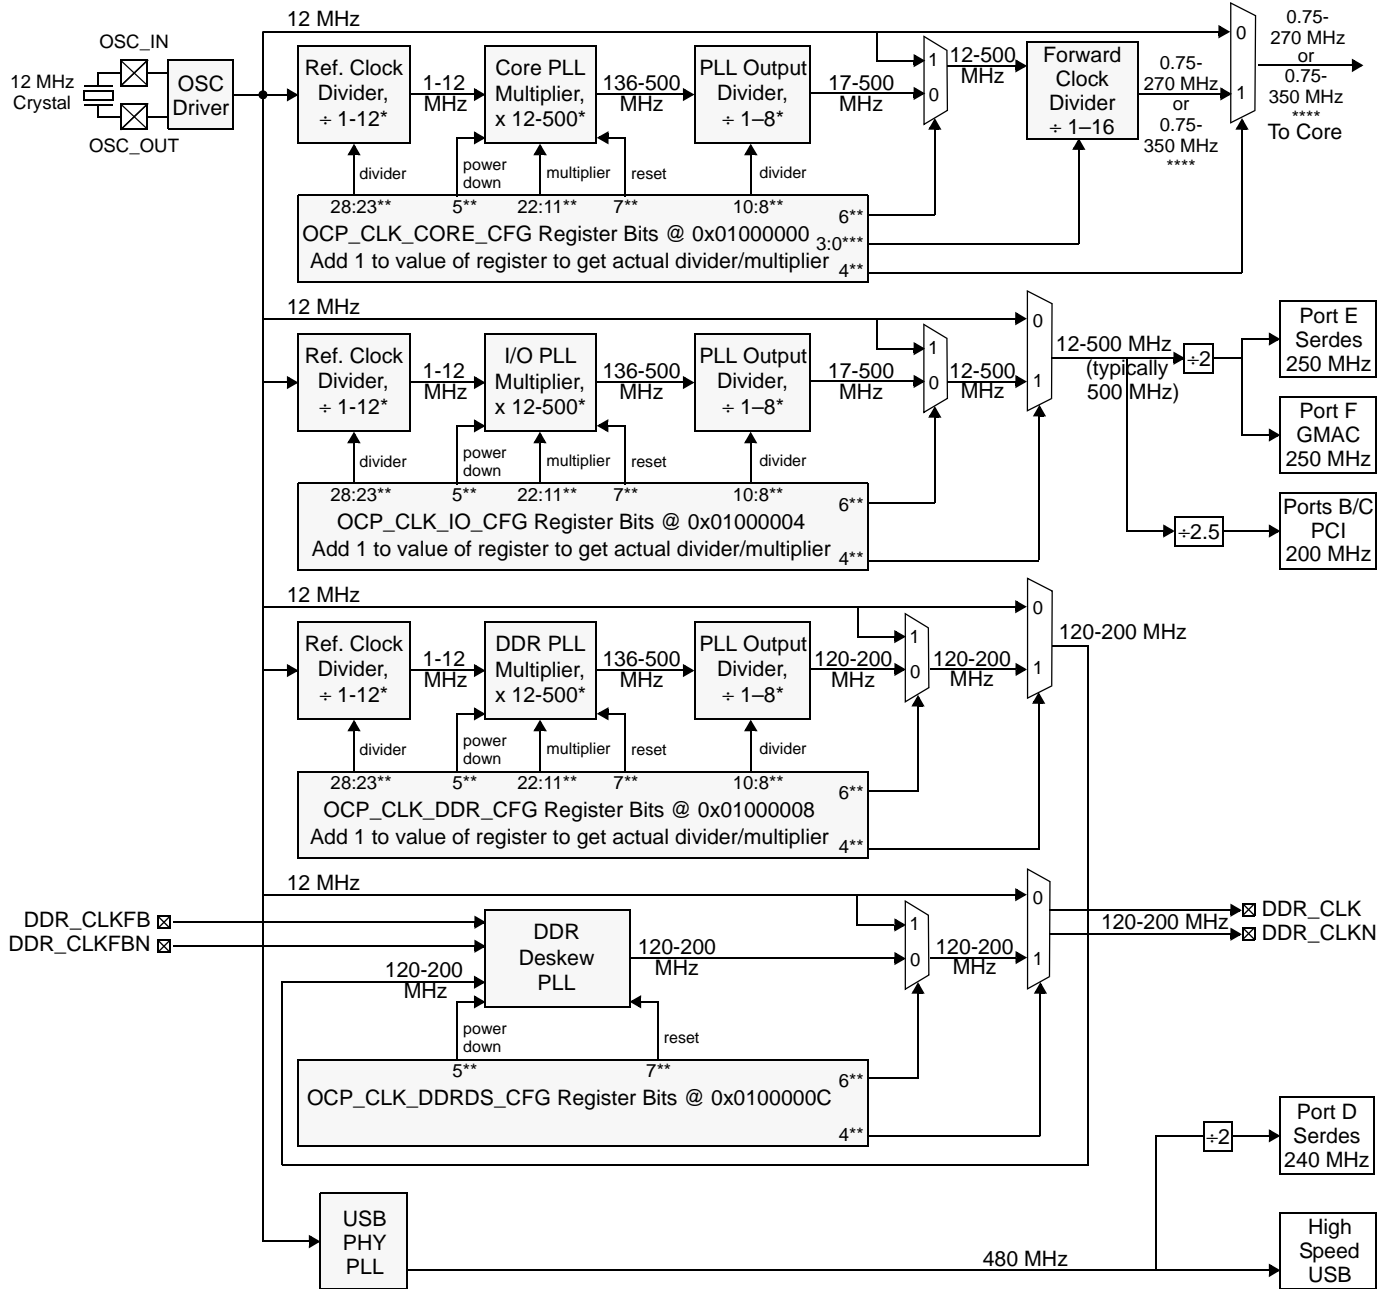 12 MHz
OSC_IN
12 MHz
Crystal
OSC
Driver
OSC_OUT
Ref. Clock
Divider,
÷ 1-12*
1-12
MHz
Core PLL
Multiplier,
x 12-500*
136-500
MHz
PLL Output
Divider,
÷ 1–8*
17-500
MHz
1
0
12-500
MHz
Forward
Clock
Divider
÷ 1–16
0.75-
270 MHz
or
0.75-
350 MHz
****
0
1
0.75-
270 MHz
or
0.75-
350 MHz
****
To Core
divider
power
down
multiplier
reset
divider
28:23**
5**
22:11**
7**
10:8**
6**
OCP_CLK_CORE_CFG Register Bits @ 0x01000000
3:0***
Add 1 to value of register to get actual divider/multiplier
4**
12 MHz
Ref. Clock
Divider,
÷ 1-12*
1-12
MHz
I/O PLL
Multiplier,
x 12-500*
136-500
MHz
PLL Output
Divider,
÷ 1–8*
17-500
MHz
1
0
12-500
MHz
0
1
12-500 MHz
(typically
500 MHz)
÷2
Port E
Serdes
250 MHz
Port F
GMAC
250 MHz
÷2.5
Ports B/C
PCI
200 MHz
divider
power
down
multiplier
reset
divider
28:23**
5**
22:11**
7**
10:8**
6**
OCP_CLK_IO_CFG Register Bits @ 0x01000004
Add 1 to value of register to get actual divider/multiplier
4**
12 MHz
Ref. Clock
Divider,
÷ 1-12*
1-12
MHz
DDR PLL
Multiplier,
x 12-500*
136-500
MHz
PLL Output
Divider,
÷ 1–8*
120-200
MHz
1
0
120-200
MHz
0
1
120-200 MHz
divider
power
down
multiplier
reset
divider
28:23**
5**
22:11**
7**
10:8**
6**
OCP_CLK_DDR_CFG Register Bits @ 0x01000008
Add 1 to value of register to get actual divider/multiplier
4**
12 MHz
DDR_CLKFB
DDR_CLKFBN
120-200
MHz
DDR
Deskew
PLL
120-200
MHz
1
0
120-200
MHz
0
1
120-200 MHz
DDR_CLK
DDR_CLKN
power
down
reset
5**
7**
6**
OCP_CLK_DDRDS_CFG Register Bits @ 0x0100000C
4**
÷2
Port D
Serdes
240 MHz
USB
PHY
PLL
480 MHz
High
Speed
USB